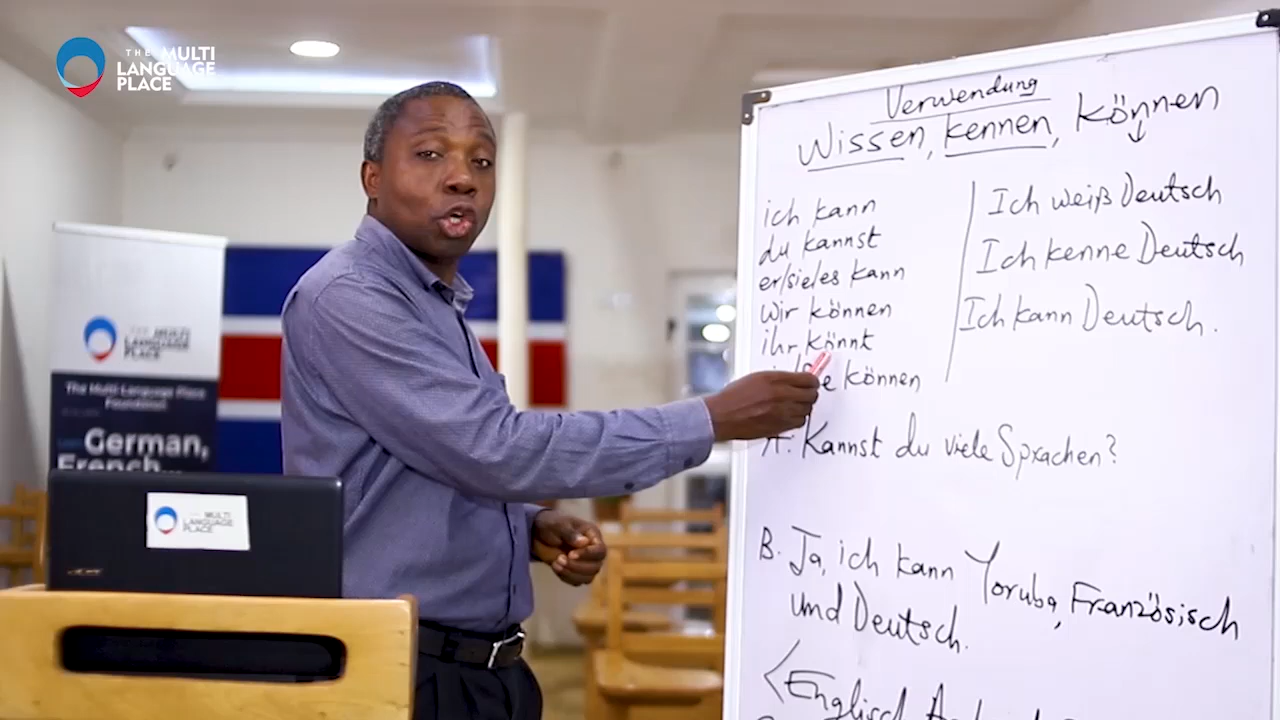 THE MULTI
LANGUAGE
PLACE
THE MULTI
LANGUAGE
PLACE
The Multi Language Place
Foundation
German,
French
THE MULTI
LANGUAGE
PLACE
Verwendung
Wissen, kennen, können
ich kann
du kannst
er/sie/es kann
wir können
ihr könnt
können
Ich weiß Deutsch
Ich kenne Deutsch
Ich kann Deutsch.
A. Kannst du viele Sprachen?
B. Ja, ich kann Yoruba, Französisch
und Deutsch.
Englisch